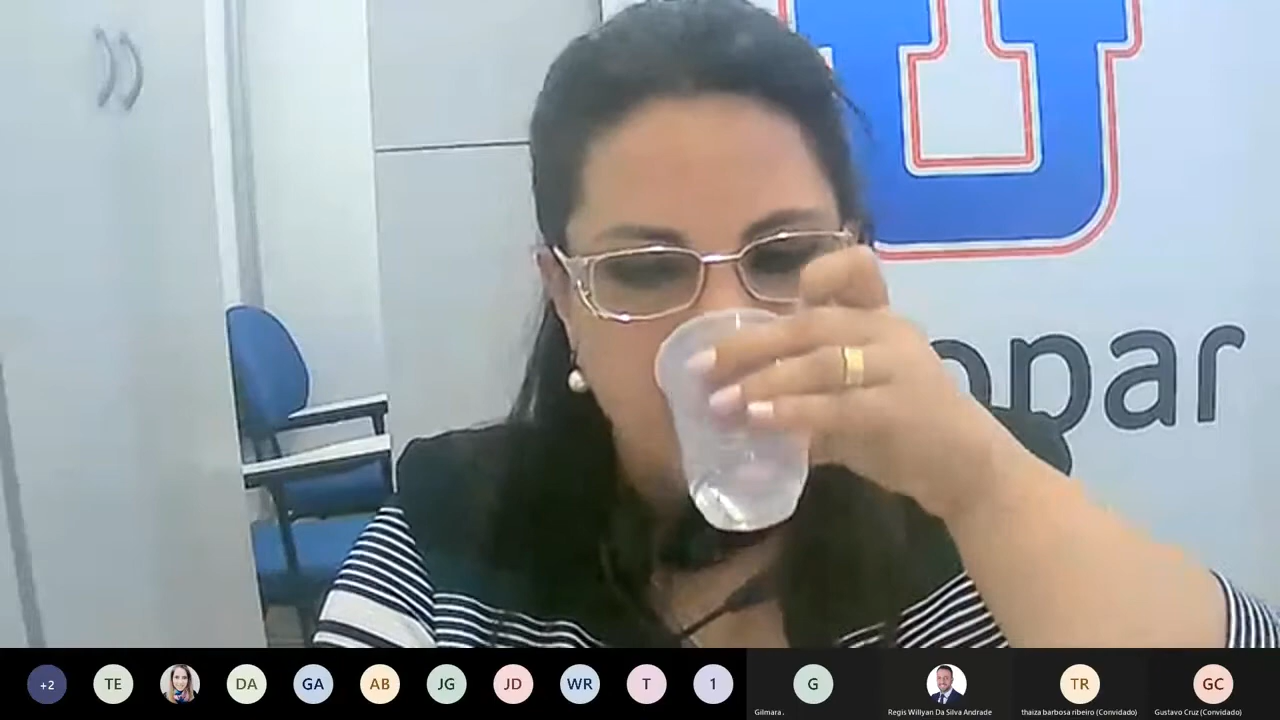 opar
+2
TE
DA
GA
AB
JG
JD
WR
T
1
G
TR
GC
Gilmara .
Regis Willyan Da Silva Andrade
thaiza barbosa ribeiro (Convidado)
Gustavo Cruz (Convidado)